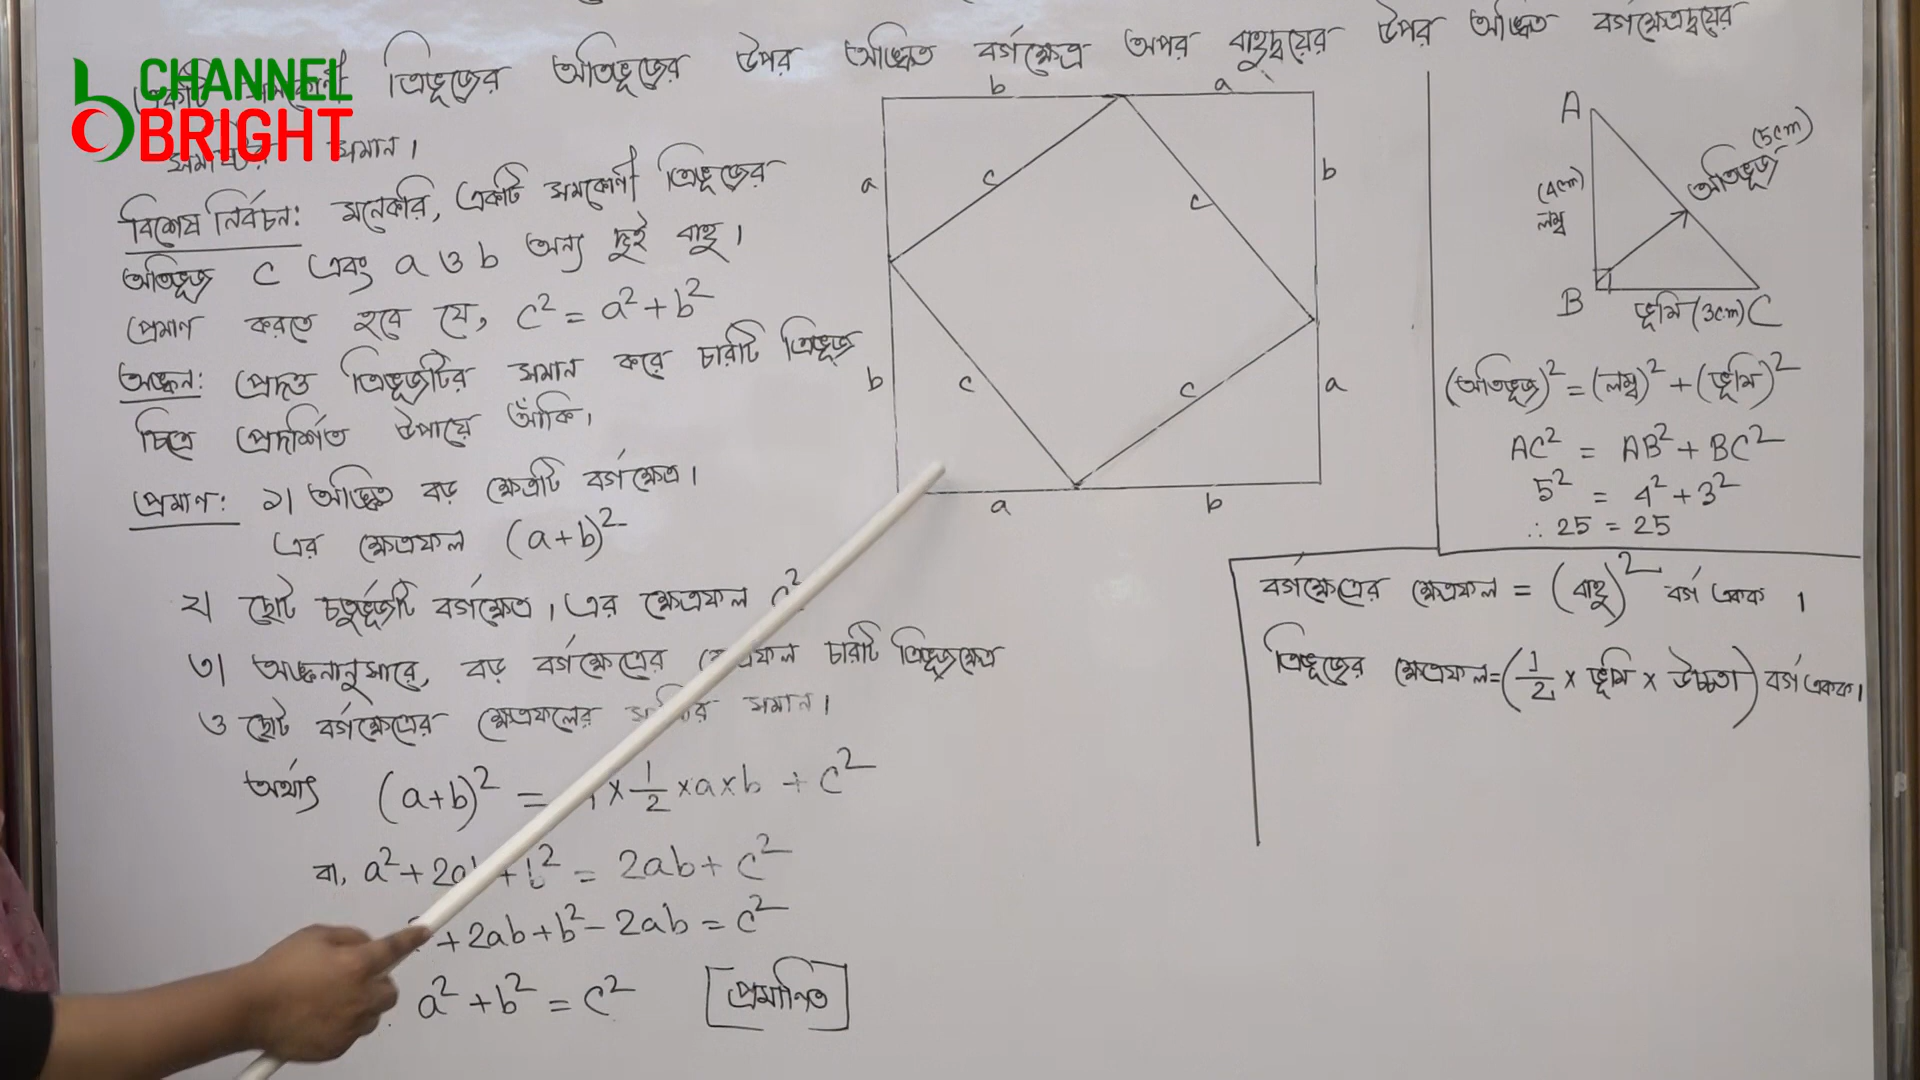 CHANNEL
BRIGHT
ত্রিভূজের অতিভূজের উপর অঙ্কিত বর্গক্ষেত্র অপর বাহুদ্বয়ের উপর অঙ্কিত বর্গক্ষেত্রদ্বয়ের
সমান।
বিশেষ নির্বচন: মনেকরি, একটি সমকোণী ত্রিভূজের
অতিভূজ c এবং a ও b অন্য দুই বাহু।
প্রমাণ করতে হবে যে, c² = a² + b²
অঙ্কন: প্রদত্ত ত্রিভূজটির সমান করে চারটি ত্রিভূজ
চিত্রে প্রদর্শিত উপায়ে আঁকি।
প্রমাণ: ১। অঙ্কিত বড় ক্ষেত্রটি বর্গক্ষেত্র।
এর ক্ষেত্রফল (a+b)²
২। ছোট চতুর্ভূজটি বর্গক্ষেত্র। এর ক্ষেত্রফল c²
৩। অঙ্কনানুসারে, বড় বর্গক্ষেত্রের চারটি ত্রিভূজক্ষেত্র
ও ছোট বর্গক্ষেত্রের ক্ষেত্রফলের সমান।
অর্থাৎ (a+b)² = × 1/2 × a × b + c²
বা, a² + 2ab + b² = 2ab + c²
+ 2ab + b² - 2ab = c²
a² + b² = c² [প্রমাণিত]
b a
a c c b
b c c a
a b
A
(5cm)
অতিভূজ
(4cm)
লম্ব
B ভূমি (3cm) C
(অতিভূজ)² = (লম্ব)² + (ভূমি)²
AC² = AB² + BC²
5² = 4² + 3²
∴ 25 = 25
বর্গক্ষেত্রের ক্ষেত্রফল = (বাহু)² বর্গ একক।
ত্রিভূজের ক্ষেত্রফল = (1/2 × ভূমি × উচ্চতা) বর্গ একক।